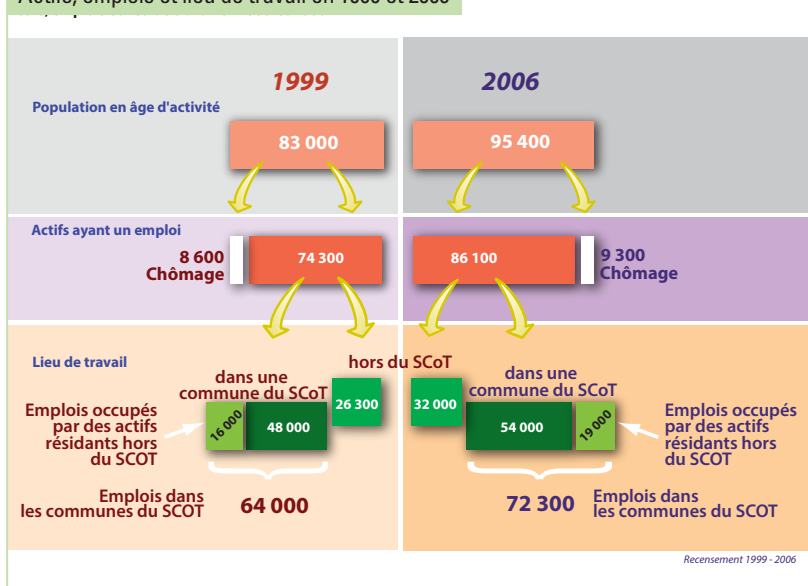 1999
2006
Population en âge d'activité
83 000
95 400
Actifs ayant un emploi
8 600
Chômage
74 300
86 100
9 300
Chômage
Lieu de travail
hors du SCoT
dans une
commune du SCoT
dans une
commune du SCoT
Emplois occupés
par des actifs
résidants hors
du SCOT
16 000
48 000
26 300
32 000
54 000
19 000
Emplois occupés
par des actifs
résidants hors
du SCOT
Emplois dans
les communes du SCOT
64 000
72 300
Emplois dans
les communes du SCOT
Recensement 1999 - 2006